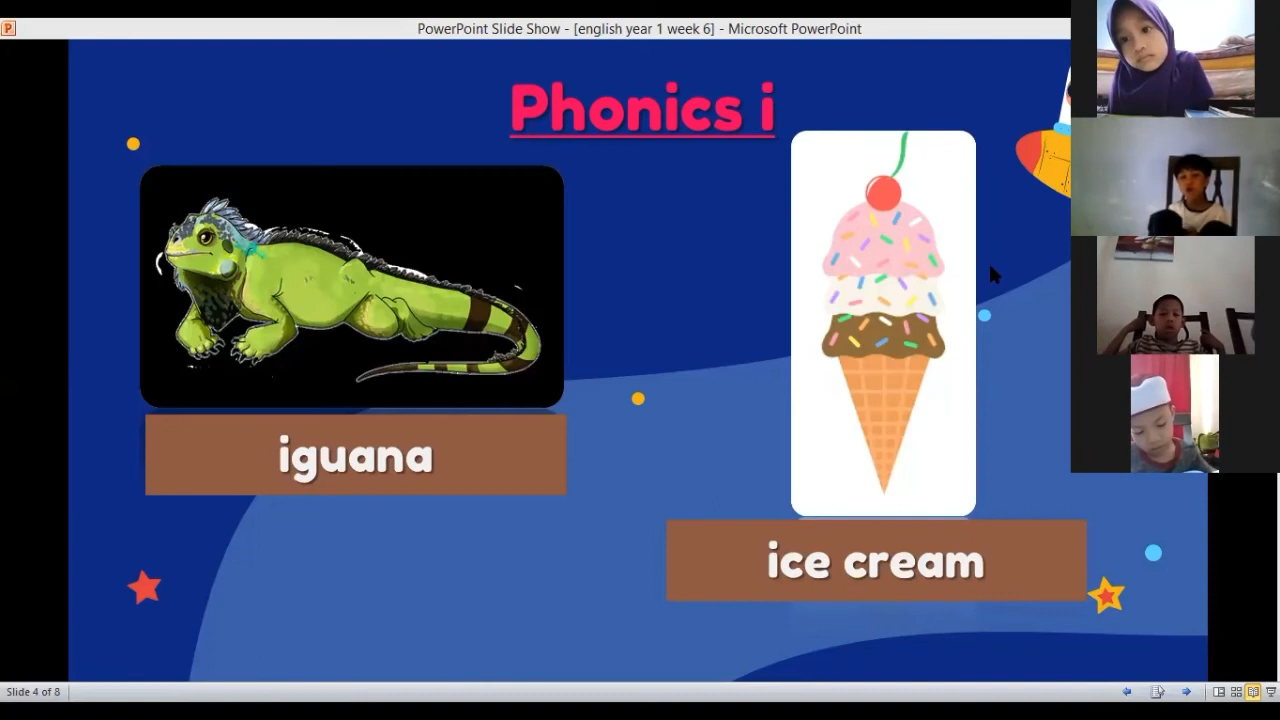 PowerPoint Slide Show - [english year 1 week 6] - Microsoft PowerPoint
Phonics i
iguana
ice cream
Slide 4 of 8